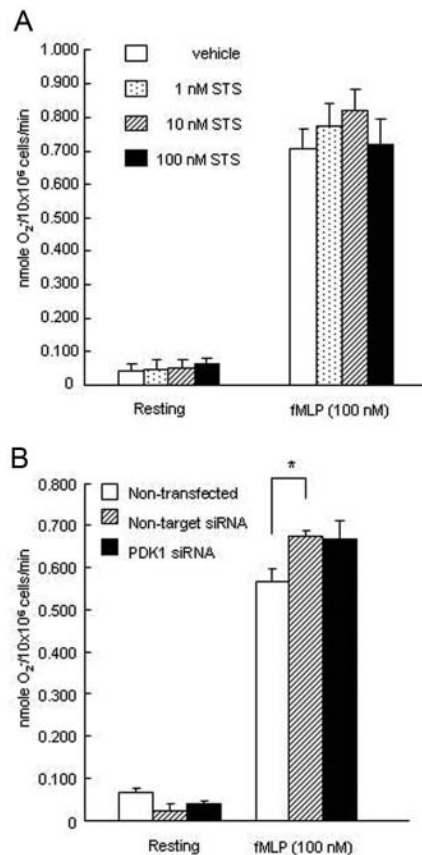 A
nmole O₂⁻/10x10⁶ cells/min
1.000
0.900
0.800
0.700
0.600
0.500
0.400
0.300
0.200
0.100
0
vehicle
1 nM STS
10 nM STS
100 nM STS
Resting
fMLP (100 nM)
B
nmole O₂⁻/10x10⁶ cells/min
0.800
0.700
0.600
0.500
0.400
0.300
0.200
0.100
0.000
Non-transfected
Non-target siRNA
PDK1 siRNA
*
Resting
fMLP (100 nM)